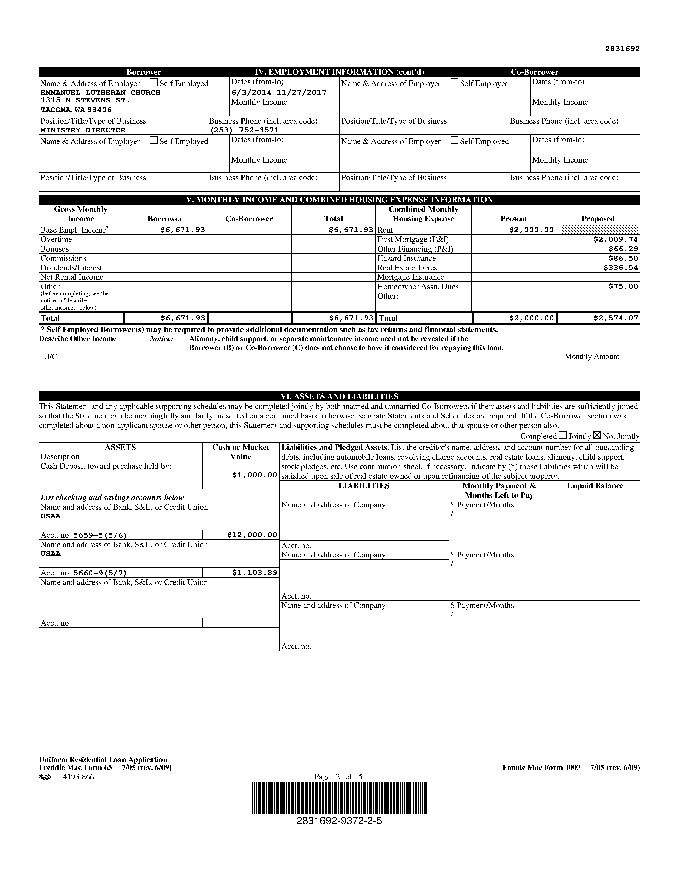 2831692
Borrower IV. EMPLOYMENT INFORMATION (cont'd) Co-Borrower
Name & Address of Employer Self Employed Dates (from-to) Name & Address of Employer Self Employed Dates (from-to)
EMMANUEL LUTHERAN CHURCH 6/3/2014 11/27/2017
1315 N STEVENS ST. Monthly Income Monthly Income
TACOMA WA 98406
Position/Title/Type of Business Business Phone (incl. area code) Position/Title/Type of Business Business Phone (incl. area code)
MINISTRY DIRECTOR (253) 752-3571
Name & Address of Employer Self Employed Dates (from-to) Name & Address of Employer Self Employed Dates (from-to)
Monthly Income Monthly Income
Position/Title/Type of Business Business Phone (incl. area code) Position/Title/Type of Business Business Phone (incl. area code)
V. MONTHLY INCOME AND COMBINED HOUSING EXPENSE INFORMATION
Gross Monthly Income Borrower Co-Borrower Total Combined Monthly Housing Expense Present Proposed
Base Empl. Income* $6,671.93 $6,671.93 Rent $2,000.00
Overtime First Mortgage (P&I) $2,009.74
Bonuses Other Financing (P&I) $66.29
Commissions Hazard Insurance $86.50
Dividends/Interest Real Estate Taxes $336.54
Net Rental Income Mortgage Insurance
Other Homeowner Assn. Dues $75.00
(before completing, see the Other:
Total $6,671.93 $6,671.93 Total $2,000.00 $2,574.07
* Self Employed Borrower(s) may be required to provide additional documentation such as tax returns and financial statements.
Describe Other Income Notice: Alimony, child support, or separate maintenance income need not be revealed if the
Borrower (B) or Co-Borrower (C) does not choose to have it considered for repaying this loan.
B/C Monthly Amount
VI. ASSETS AND LIABILITIES
This Statement and any applicable supporting schedules may be completed jointly by both married and unmarried Co-Borrowers if their assets and liabilities are sufficiently joined
so that the Statement can be meaningfully and fairly presented on a combined basis; otherwise, separate Statements and Schedules are required. If the Co-Borrower section was
completed about a non-applicant spouse or other person, this Statement and supporting schedules must be completed about that spouse or other person also.
Completed Jointly Not Jointly
ASSETS Cash or Market Value
Description
Cash Deposit toward purchase held by: $1,000.00
Liabilities and Pledged Assets. List the creditor's name, address, and account number for all outstanding
debts, including automobile loans, revolving charge accounts, real estate loans, alimony, child support,
stock pledges, etc. Use continuation sheet, if necessary. Indicate by (*) those liabilities which will be
satisfied upon sale of real estate owned or upon refinancing of the subject property.
LIABILITIES Monthly Payment & Months Left to Pay Unpaid Balance
List checking and savings accounts below
Name and address of Bank, S&L, or Credit Union Name and address of Company $ Payment/Months
USAA /
Acct. no. 5659-5(5/6) $12,000.00
Name and address of Bank, S&L, or Credit Union Acct. no.
USAA Name and address of Company $ Payment/Months
/
Acct. no. 5660-9(5/7) $1,103.89
Name and address of Bank, S&L, or Credit Union
Acct. no.
Name and address of Company $ Payment/Months
/
Acct. no.
Acct. no.
Uniform Residential Loan Application
Freddie Mac Form 65 7/05 (rev. 6/09) Fannie Mae Form 1003 7/05 (rev. 6/09)
Page 2 of 5
2831692-9372-2-5